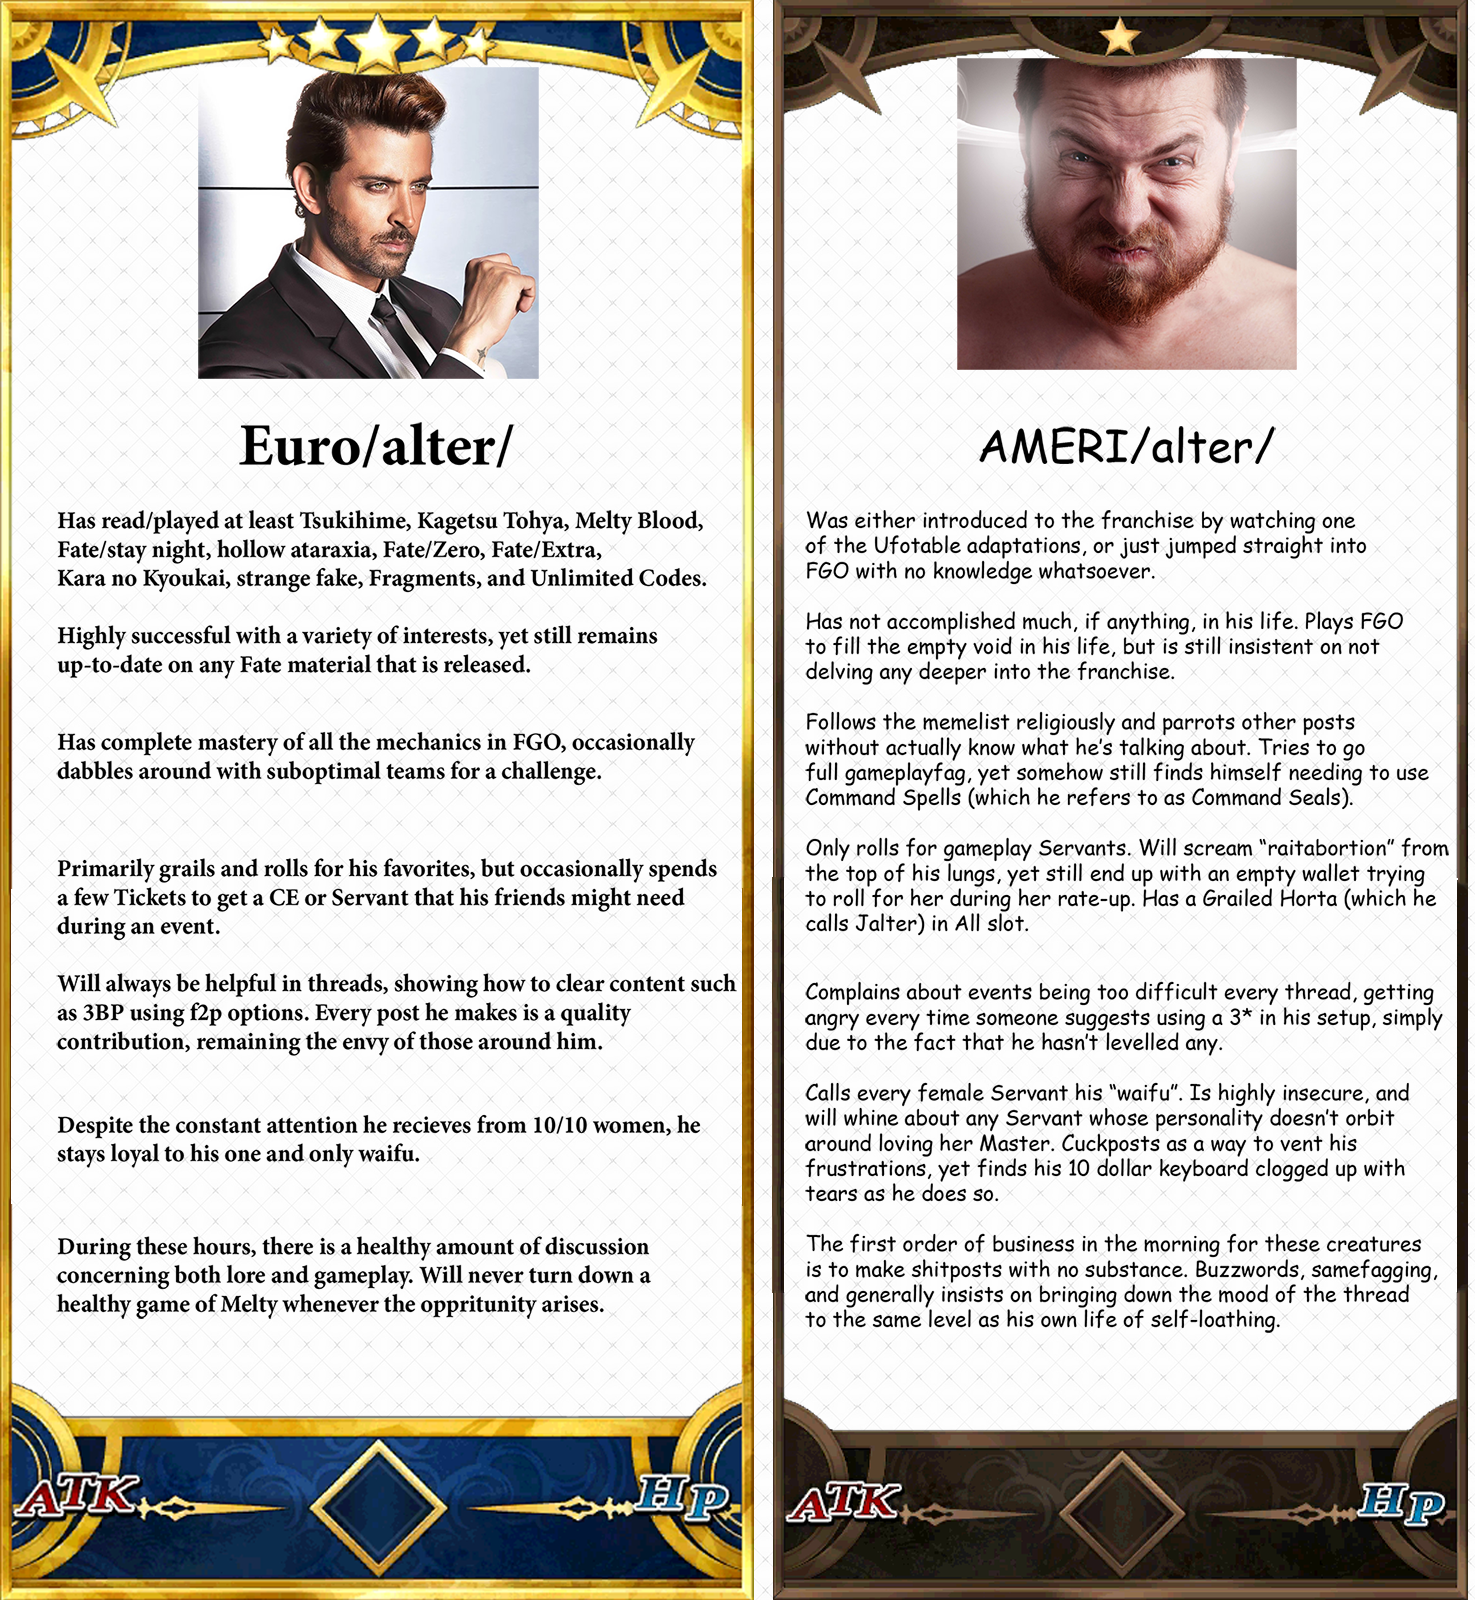 Euro/alter/
Has read/played at least Tsukihime, Kagetsu Tohya, Melty Blood,
Fate/stay night, hollow ataraxia, Fate/Zero, Fate/Extra,
Kara no Kyoukai, strange fake, Fragments, and Unlimited Codes.
Highly successful with a variety of interests, yet still remains
up-to-date on any Fate material that is released.
Has complete mastery of all the mechanics in FGO, occasionally
dabbles around with suboptimal teams for a challenge.
Primarily grails and rolls for his favorites, but occasionally spends
a few Tickets to get a CE or Servant that his friends might need
during an event.
Will always be helpful in threads, showing how to clear content such
as 3BP using f2p options. Every post he makes is a quality
contribution, remaining the envy of those around him.
Despite the constant attention he recieves from 10/10 women, he
stays loyal to his one and only waifu.
During these hours, there is a healthy amount of discussion
concerning both lore and gameplay. Will never turn down a
healthy game of Melty whenever the oppritunity arises.
ATK
HP
AMERI/alter/
Was either introduced to the franchise by watching one
of the Ufotable adaptations, or just jumped straight into
FGO with no knowledge whatsoever.
Has not accomplished much, if anything, in his life. Plays FGO
to fill the empty void in his life, but is still insistent on not
delving any deeper into the franchise.
Follows the memelist religiously and parrots other posts
without actually know what he's talking about. Tries to go
full gameplayfag, yet somehow still finds himself needing to use
Command Spells (which he refers to as Command Seals).
Only rolls for gameplay Servants. Will scream “raitabortion” from
the top of his lungs, yet still end up with an empty wallet trying
to roll for her during her rate-up. Has a Grailed Horta (which he
calls Jalter) in All slot.
Complains about events being too difficult every thread, getting
angry every time someone suggests using a 3* in his setup, simply
due to the fact that he hasn't levelled any.
Calls every female Servant his “waifu”. Is highly insecure, and
will whine about any Servant whose personality doesn't orbit
around loving her Master. Cuckposts as a way to vent his
frustrations, yet finds his 10 dollar keyboard clogged up with
tears as he does so.
The first order of business in the morning for these creatures
is to make shitposts with no substance. Buzzwords, samefagging,
and generally insists on bringing down the mood of the thread
to the same level as his own life of self-loathing.
ATK
HP